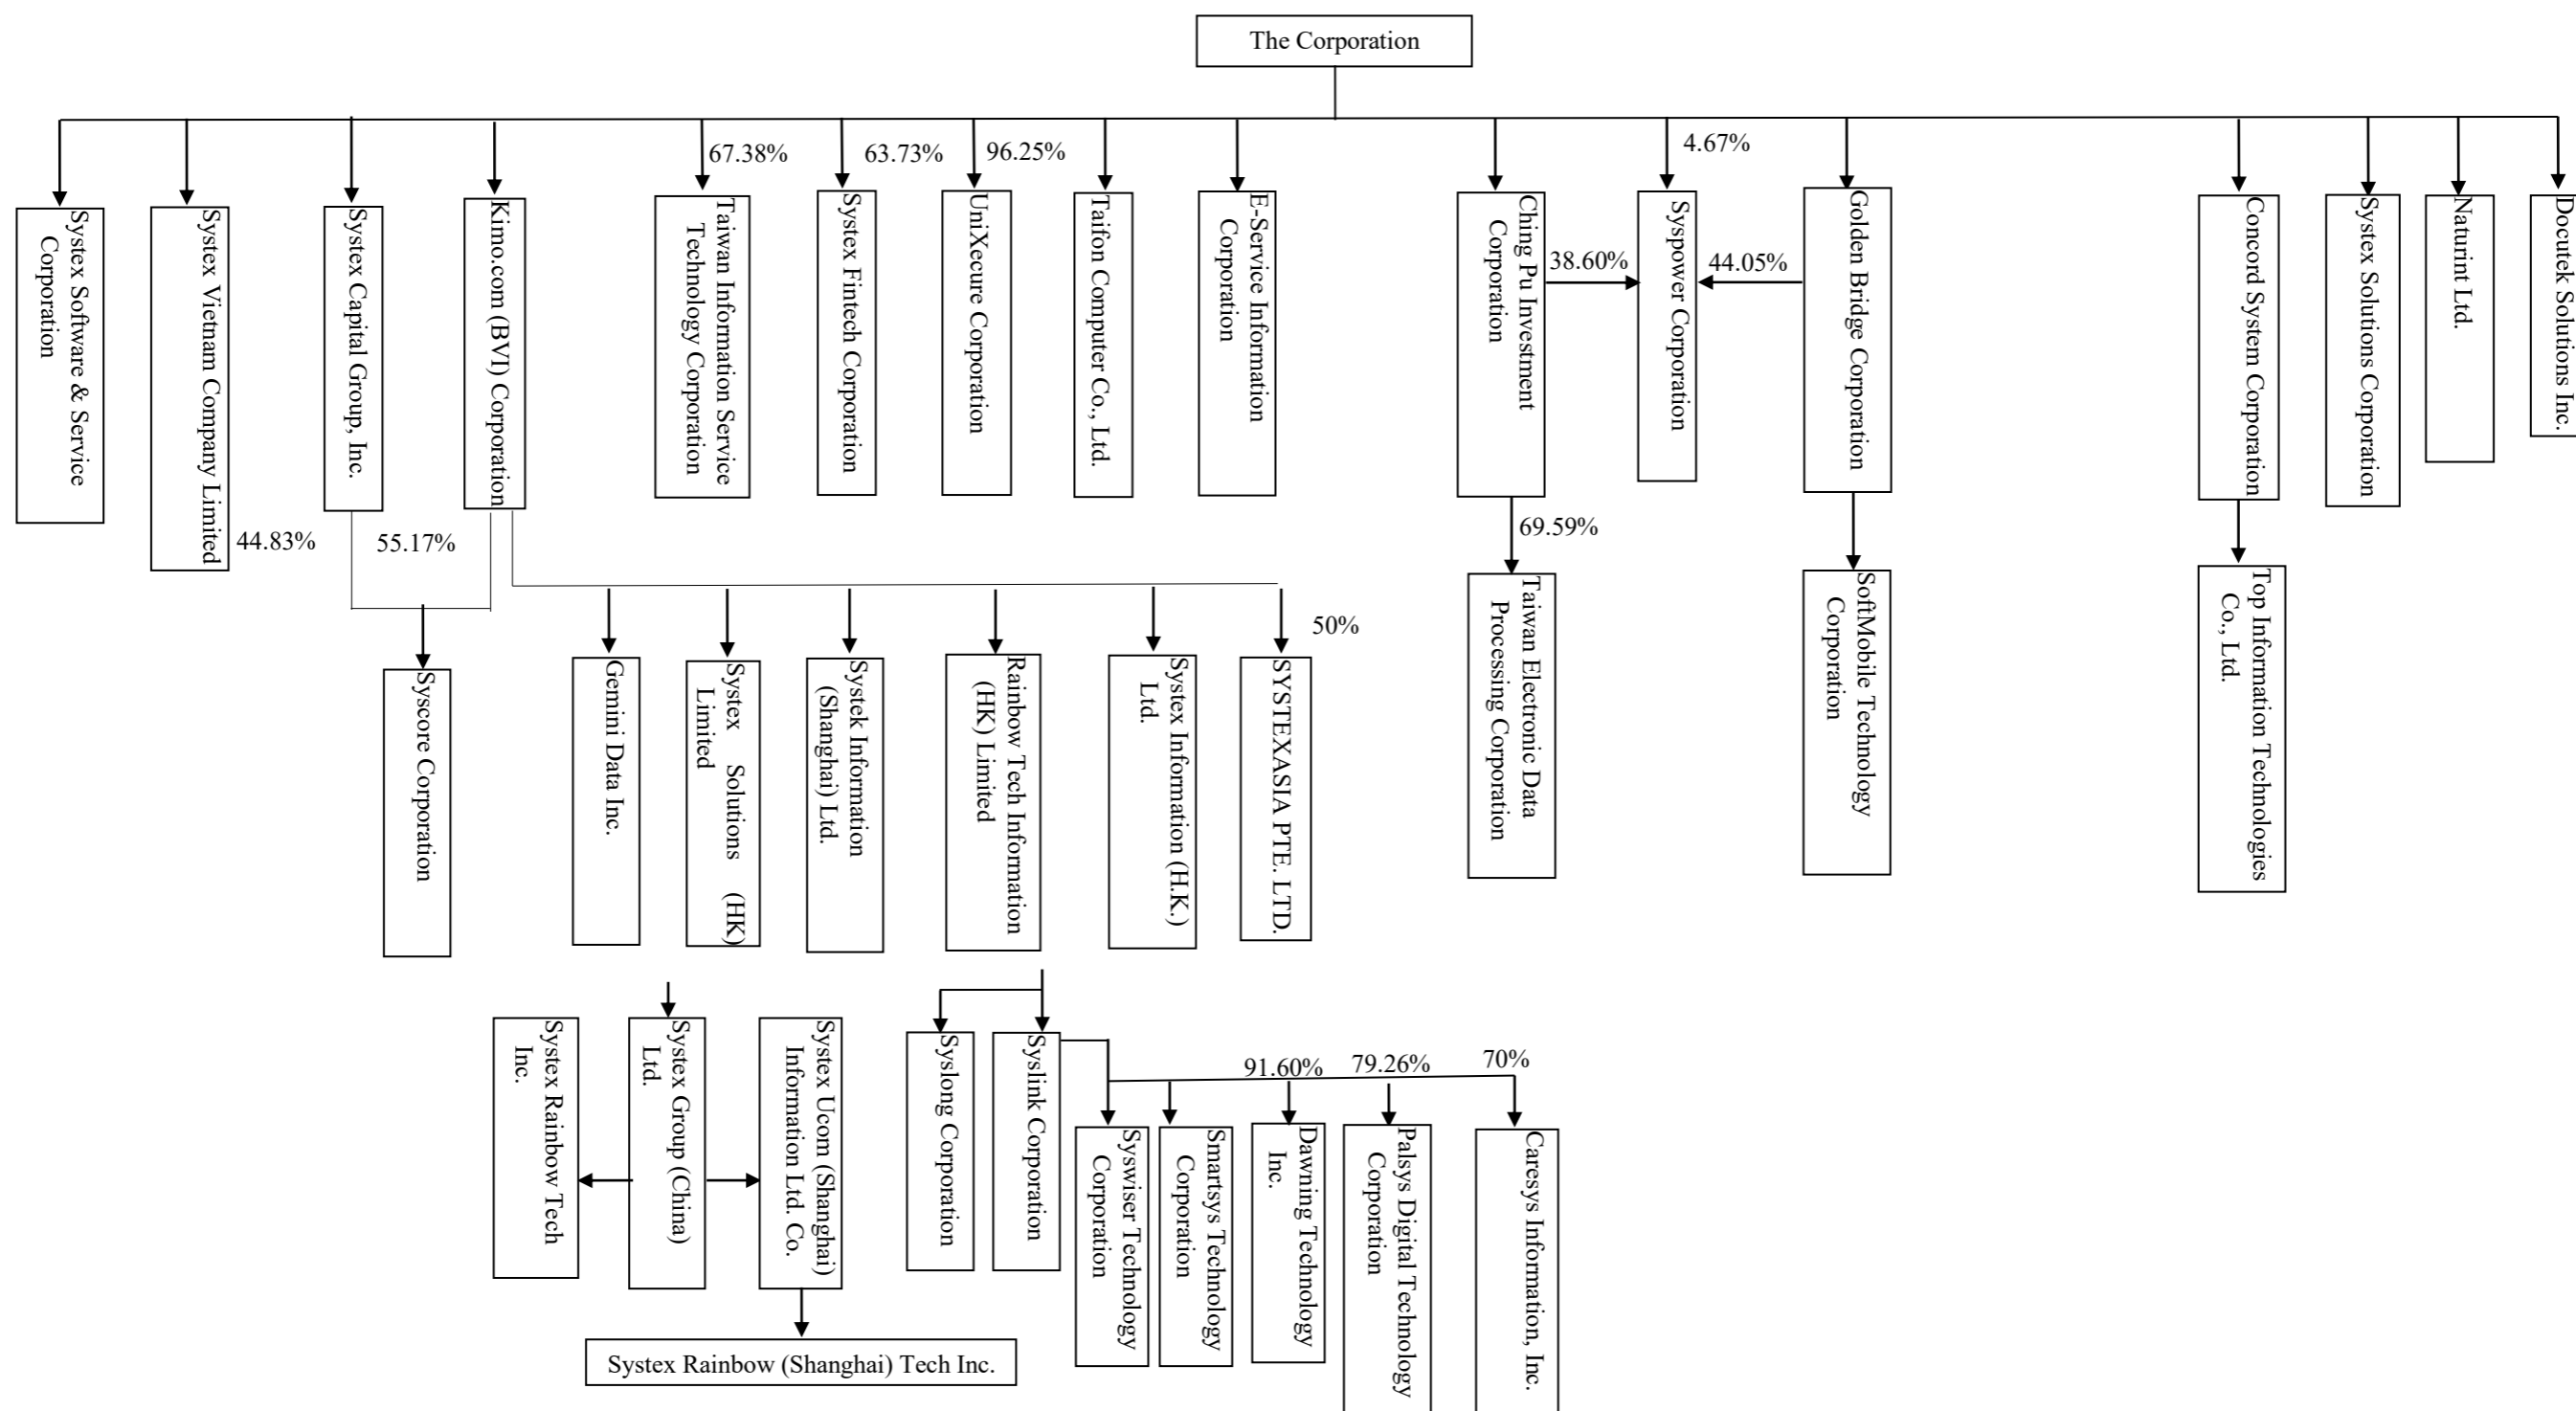 The Corporation
67.38%
63.73%
96.25%
4.67%
Systex Software & Service
Corporation
Systex Vietnam Company Limited
Systex Capital Group, Inc.
Kimo.com (BVI) Corporation
Taiwan Information Service
Technology Corporation
Systex Fintech Corporation
UniXecure Corporation
Taifon Computer Co., Ltd.
E-Service Information
Corporation
Ching Pu Investment
Corporation
38.60%
Syspower Corporation
44.05%
Golden Bridge Corporation
Concord System Corporation
Systex Solutions Corporation
Naturint Ltd.
Docutek Solutions Inc.
44.83%
55.17%
69.59%
50%
Syscore Corporation
Gemini Data Inc.
Systex Solutions (HK)
Limited
Systek Information
(Shanghai) Ltd.
Rainbow Tech Information
(HK) Limited
Systex Information (H.K.)
Ltd.
SYSTEXASIA PTE. LTD.
Taiwan Electronic Data
Processing Corporation
SoftMobile Technology
Corporation
Top Information Technologies
Co., Ltd.
Systex Rainbow Tech
Inc.
Systex Group (China)
Ltd.
Systex Ucom (Shanghai)
Information Ltd. Co.
Syslong Corporation
Syslink Corporation
91.60%
79.26%
70%
Syswiser Technology
Corporation
Smartsys Technology
Corporation
Dawning Technology
Inc.
Palsys Digital Technology
Corporation
Caresys Information, Inc.
Systex Rainbow (Shanghai) Tech Inc.